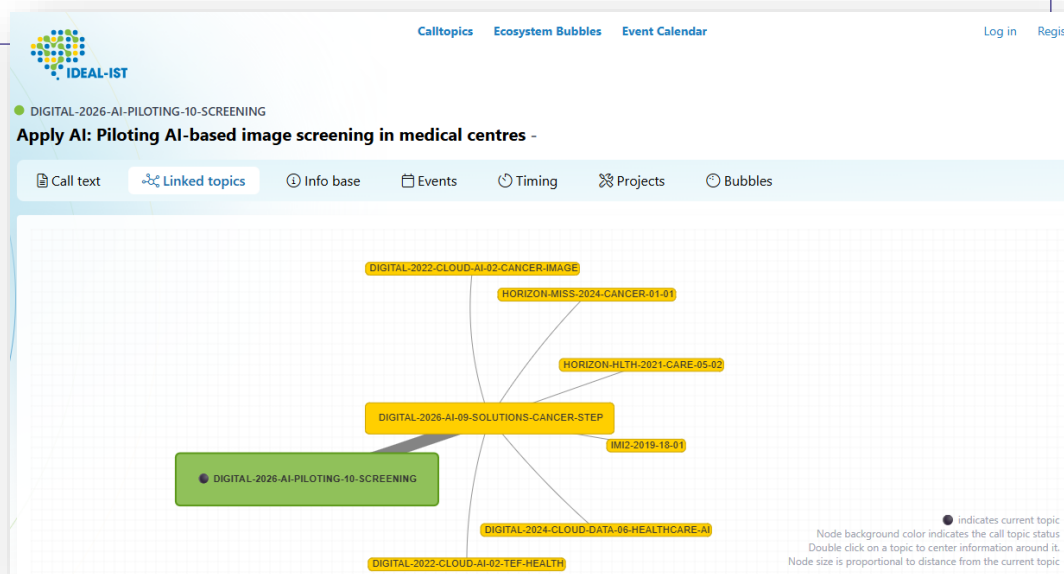 Calltopics Ecosystem Bubbles Event Calendar Log in Regis
IDEAL-IST
DIGITAL-2026-AI-PILOTING-10-SCREENING
Apply AI: Piloting AI-based image screening in medical centres -
Call text Linked topics Info base Events Timing Projects Bubbles
DIGITAL-2022-CLOUD-AI-02-CANCER-IMAGE
HORIZON-MISS-2024-CANCER-01-01
HORIZON-HLTH-2021-CARE-05-02
DIGITAL-2026-AI-09-SOLUTIONS-CANCER-STEP
IMI2-2019-18-01
DIGITAL-2026-AI-PILOTING-10-SCREENING
DIGITAL-2024-CLOUD-DATA-06-HEALTHCARE-AI
DIGITAL-2022-CLOUD-AI-02-TEF-HEALTH
indicates current topic
Node background color indicates the call topic status
Double click on a topic to center information around it.
Node size is proportional to distance from the current topic